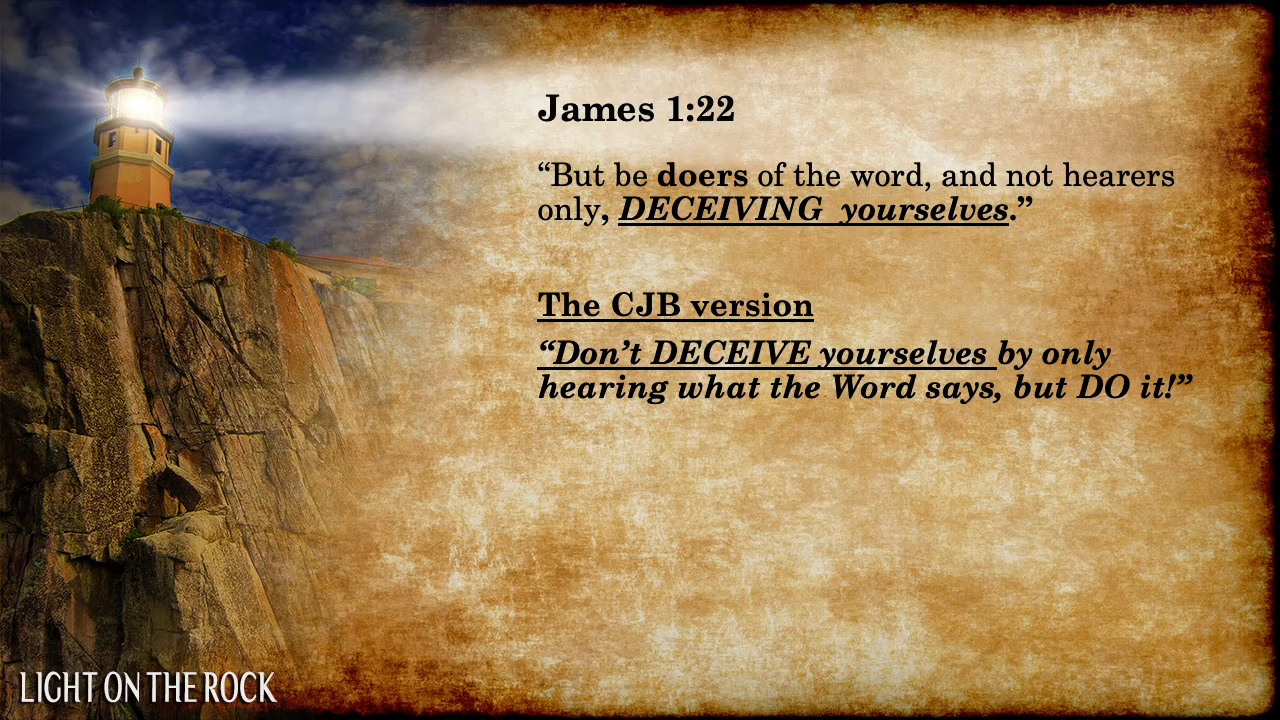 James 1:22
“But be doers of the word, and not hearers
only, DECEIVING yourselves.”
The CJB version
“Don’t DECEIVE yourselves by only
hearing what the Word says, but DO it!”
LIGHT ON THE ROCK